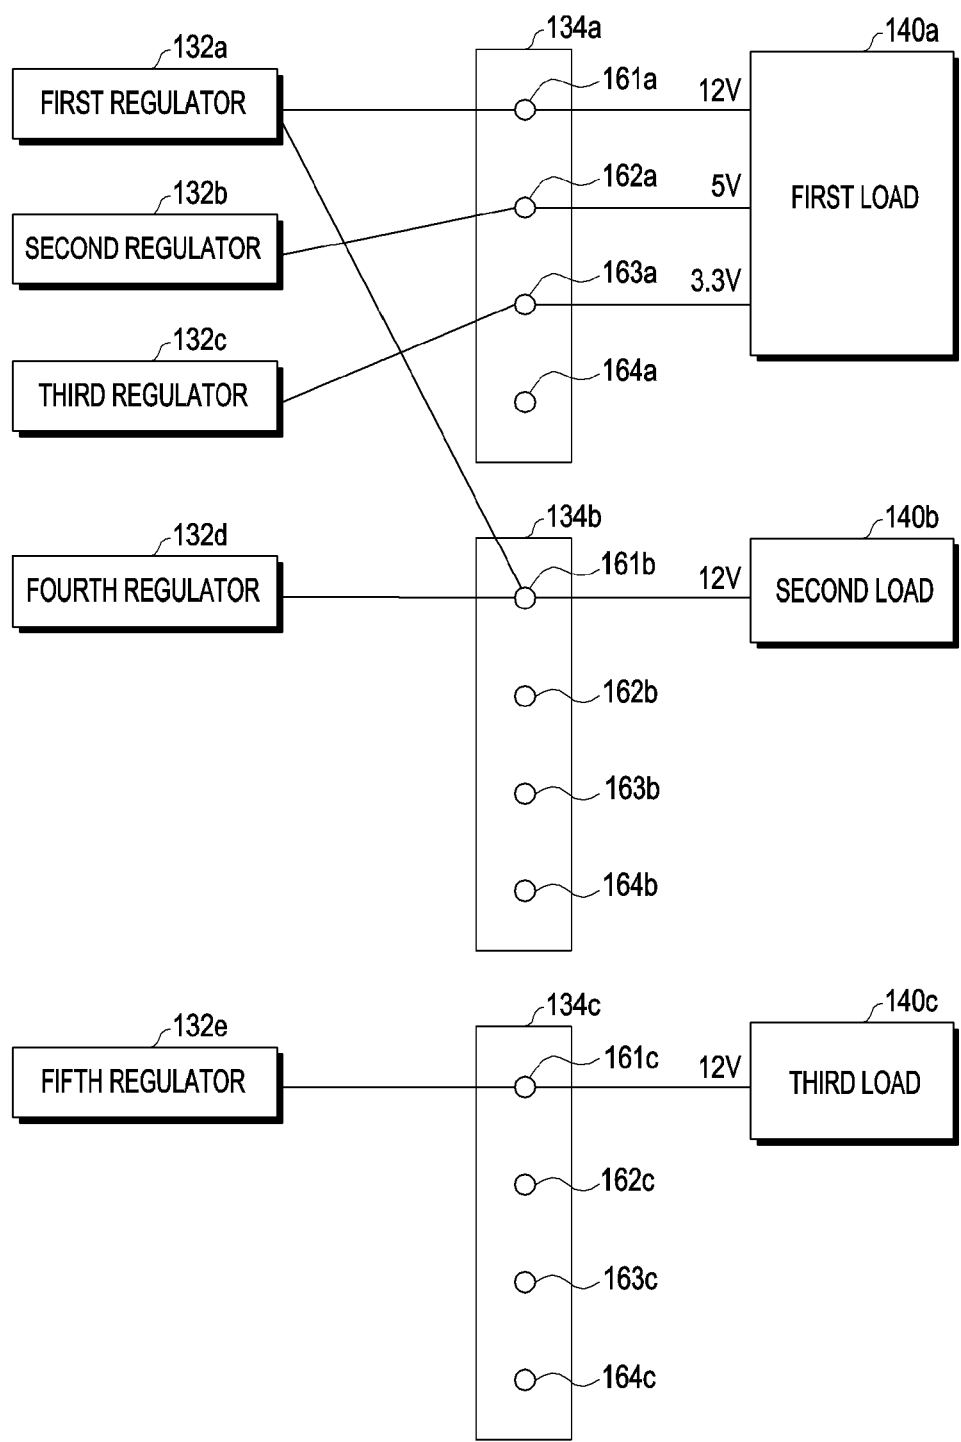 132a
FIRST REGULATOR
134a
161a
12V
140a
FIRST LOAD
132b
SECOND REGULATOR
162a
5V
132c
THIRD REGULATOR
163a
3.3V
164a
132d
FOURTH REGULATOR
134b
161b
12V
140b
SECOND LOAD
162b
163b
164b
132e
FIFTH REGULATOR
134c
161c
12V
140c
THIRD LOAD
162c
163c
164c